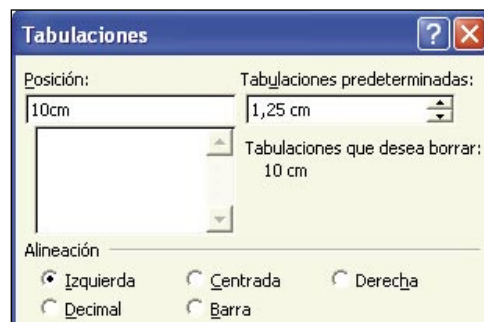 Tabulaciones
Posición: Tabulaciones predeterminadas:
10cm 1,25 cm
Tabulaciones que desea borrar:
10 cm
Alineación
Izquierda Centrada Derecha
Decimal Barra